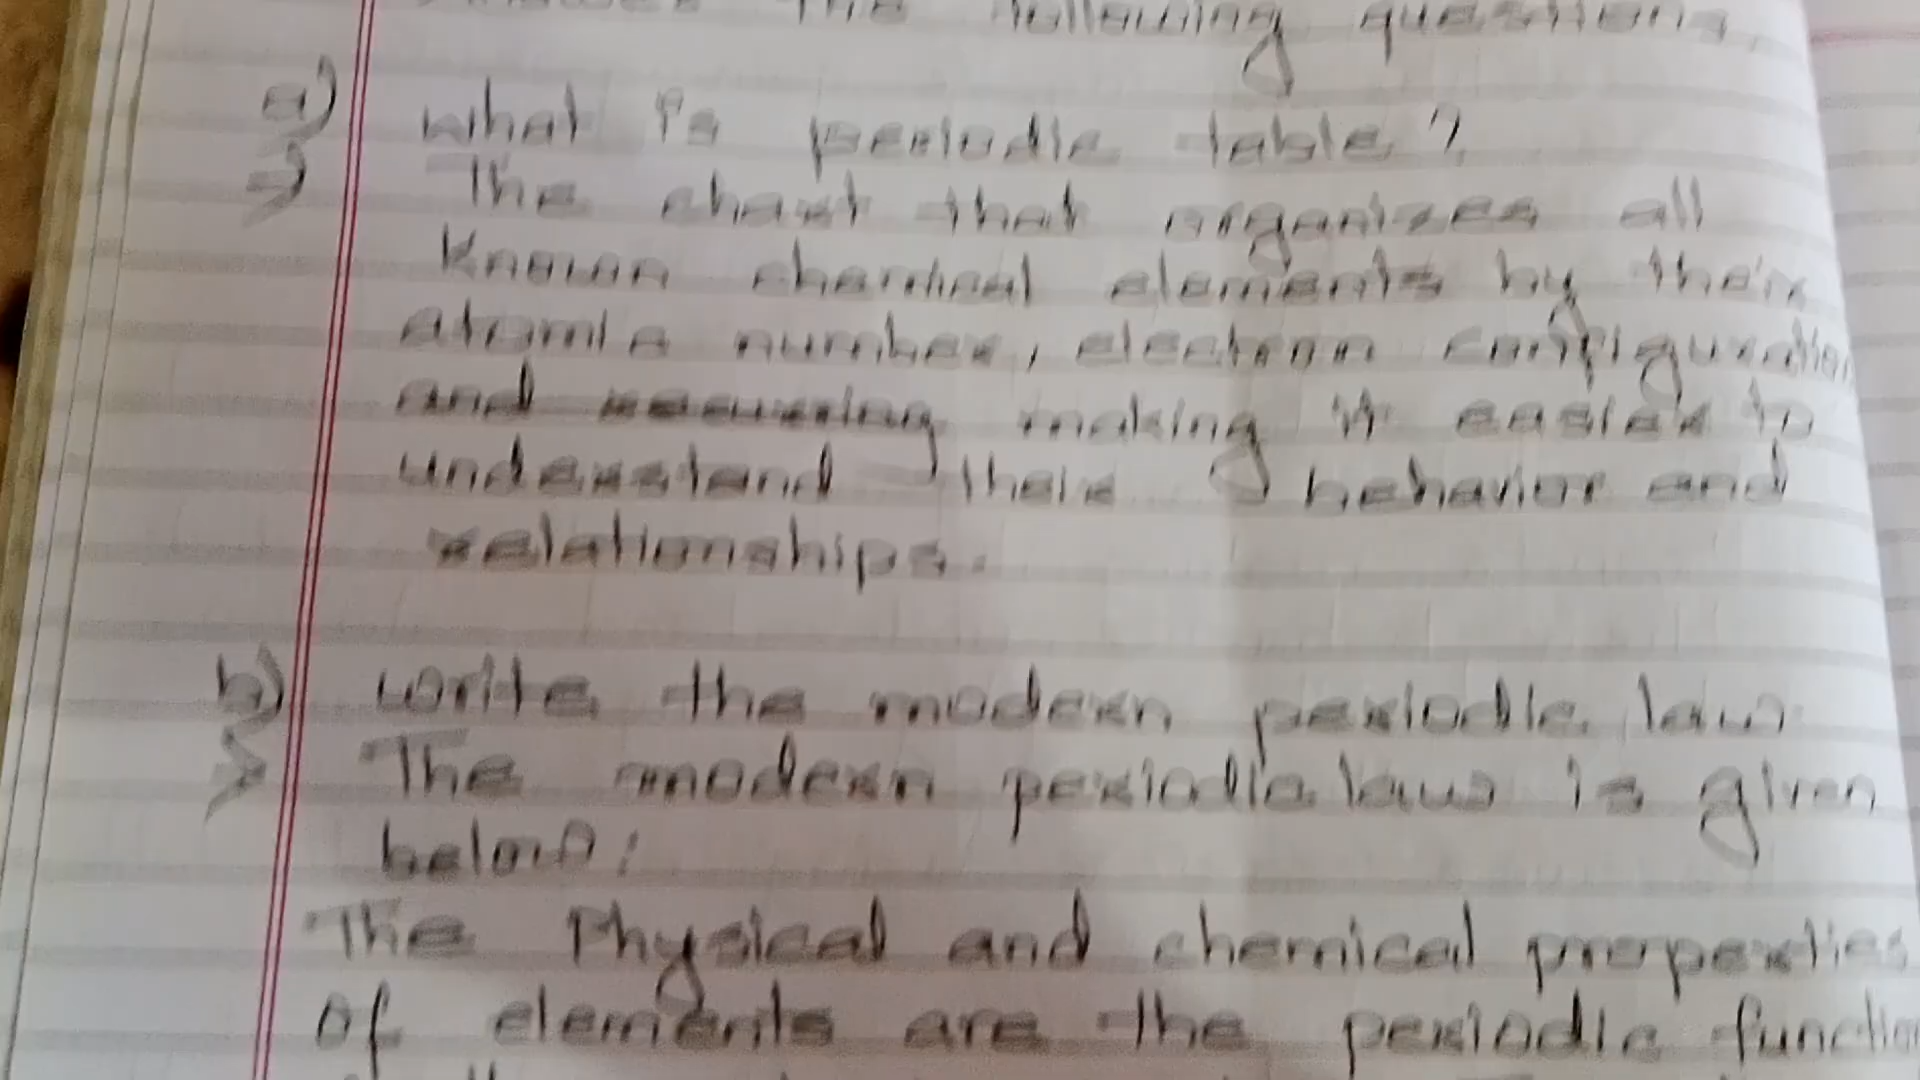 the following questions.
a) What is periodic table?
→ The chart that organizes all
known chemical elements by their
atomic number, electron configuration
and recurring making it easier to
understand their behavior and
relationships.
b) Write the modern periodic law
→ The modern periodic law is given
below:
The Physical and chemical properties
of elements are the periodic function